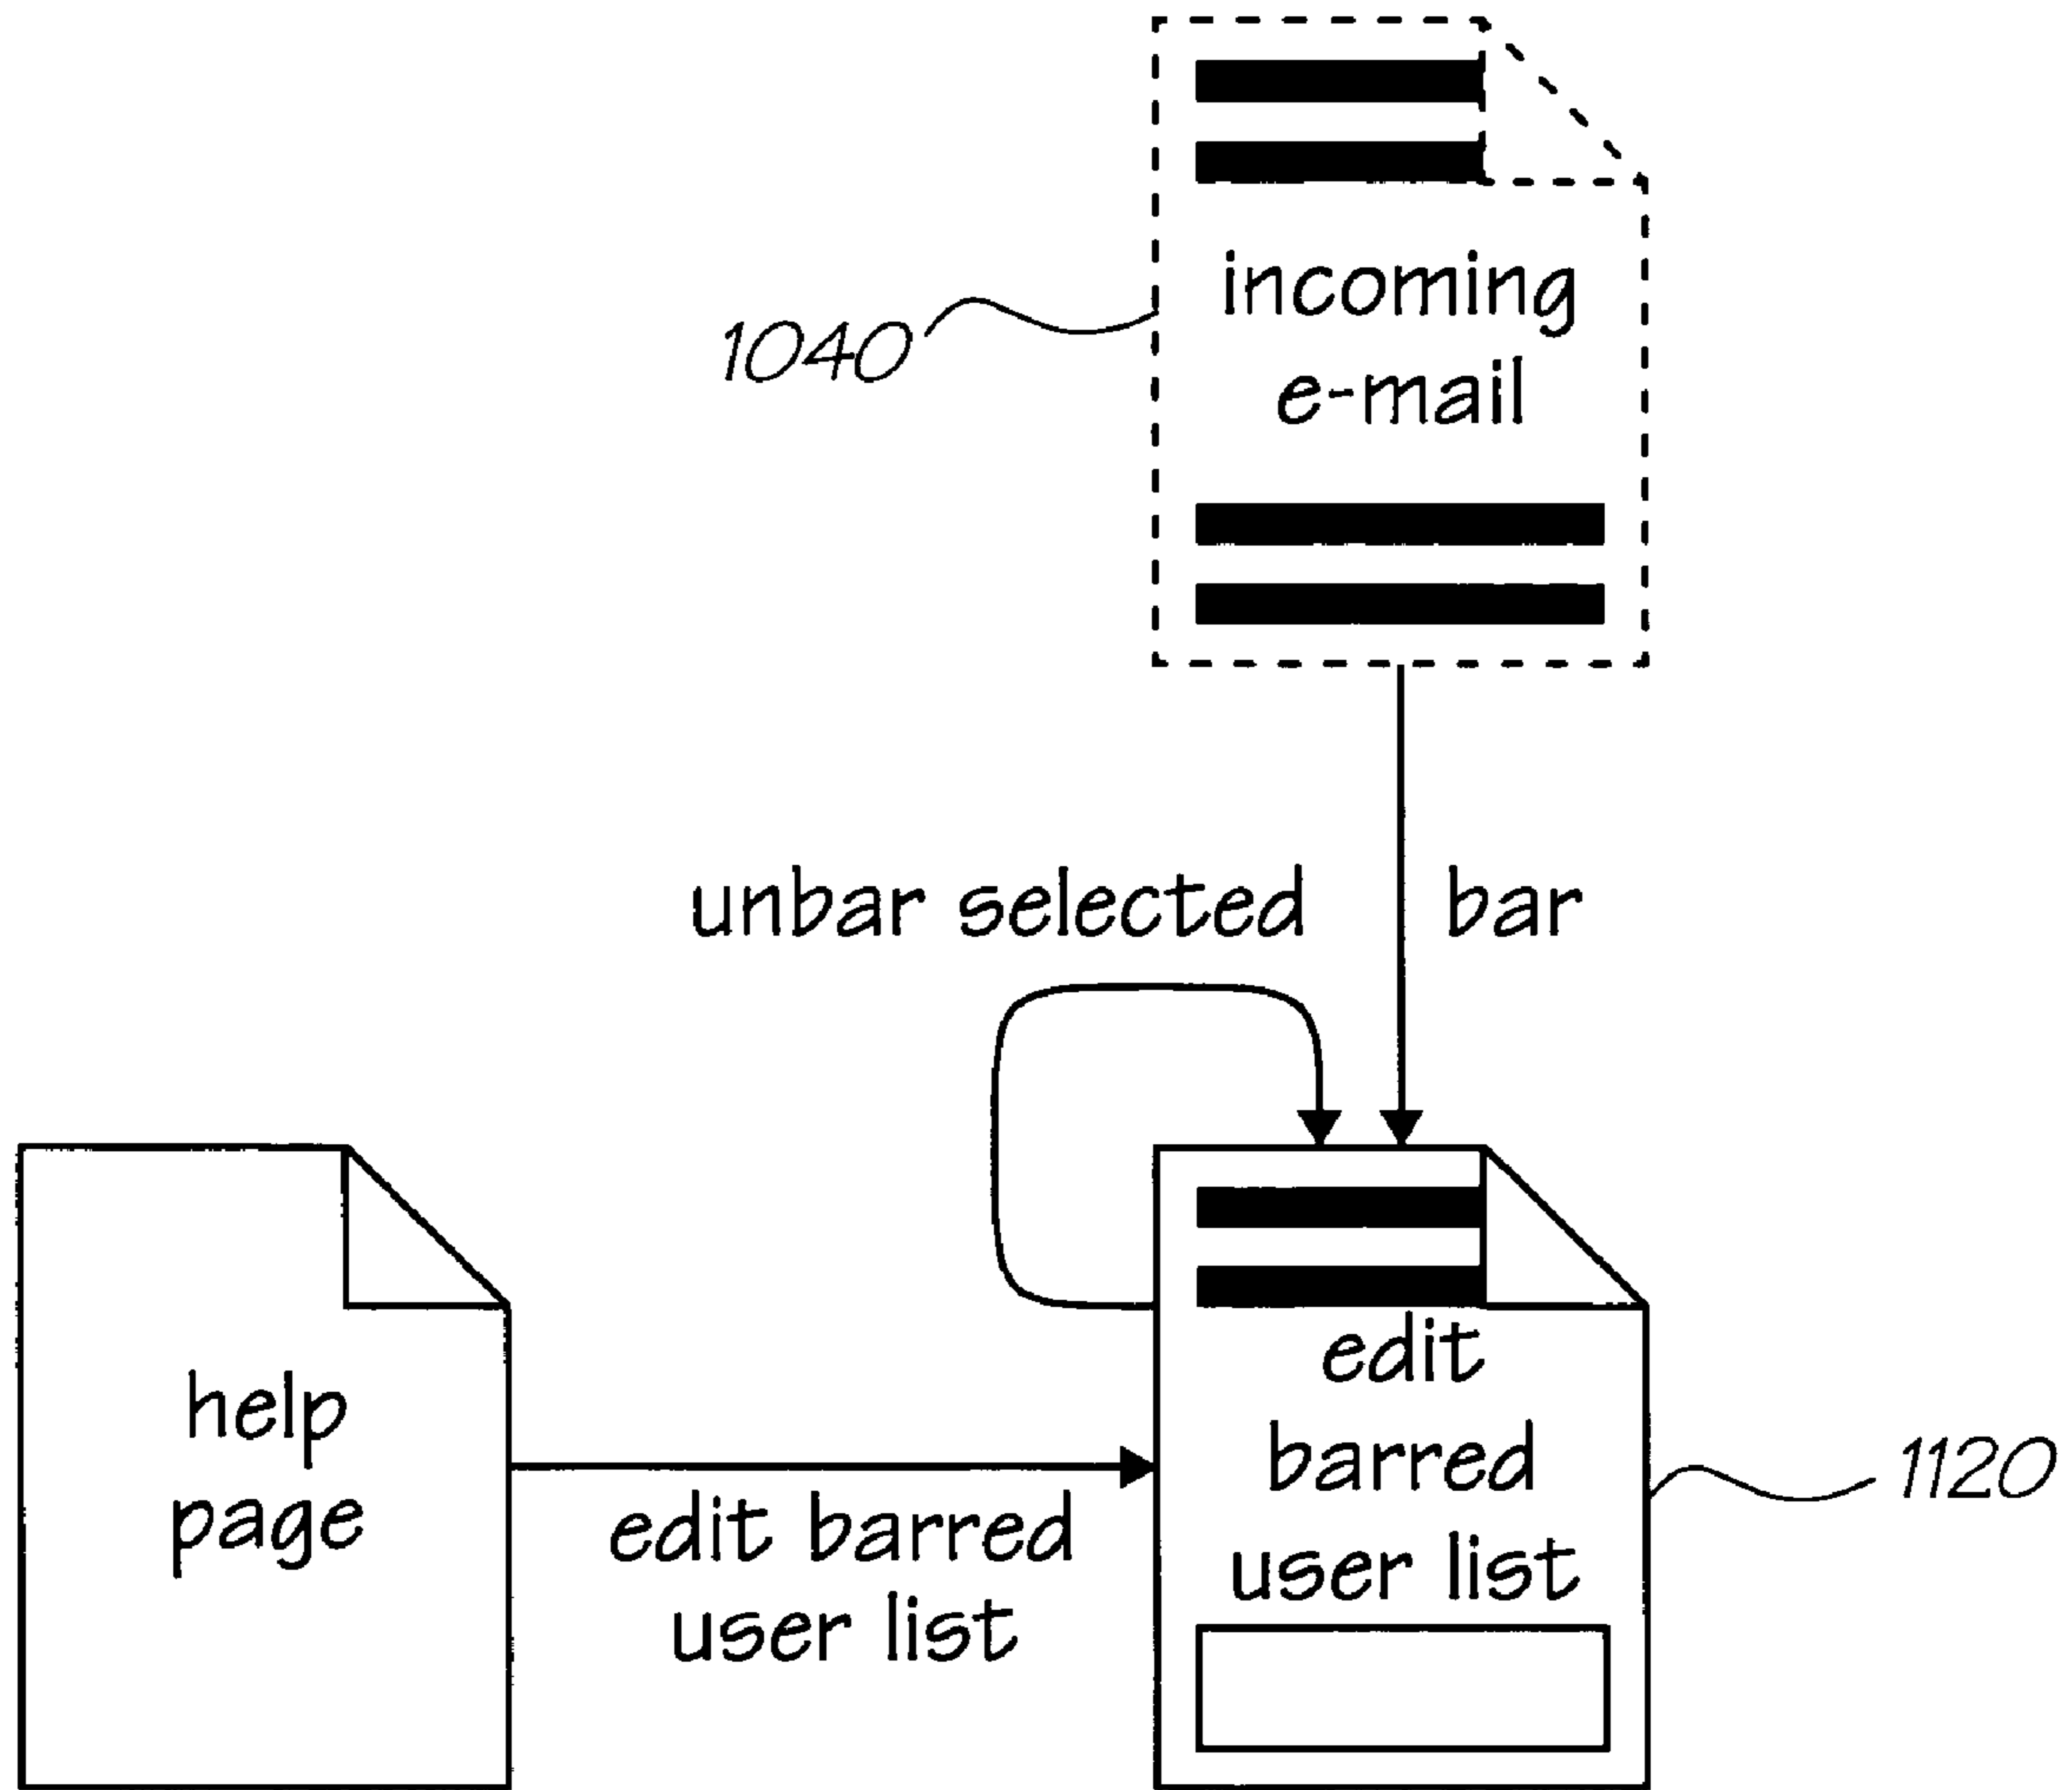 incoming
e-mail
1040
unbar selected
bar
help
page
edit barred
user list
edit
barred
user list
1120